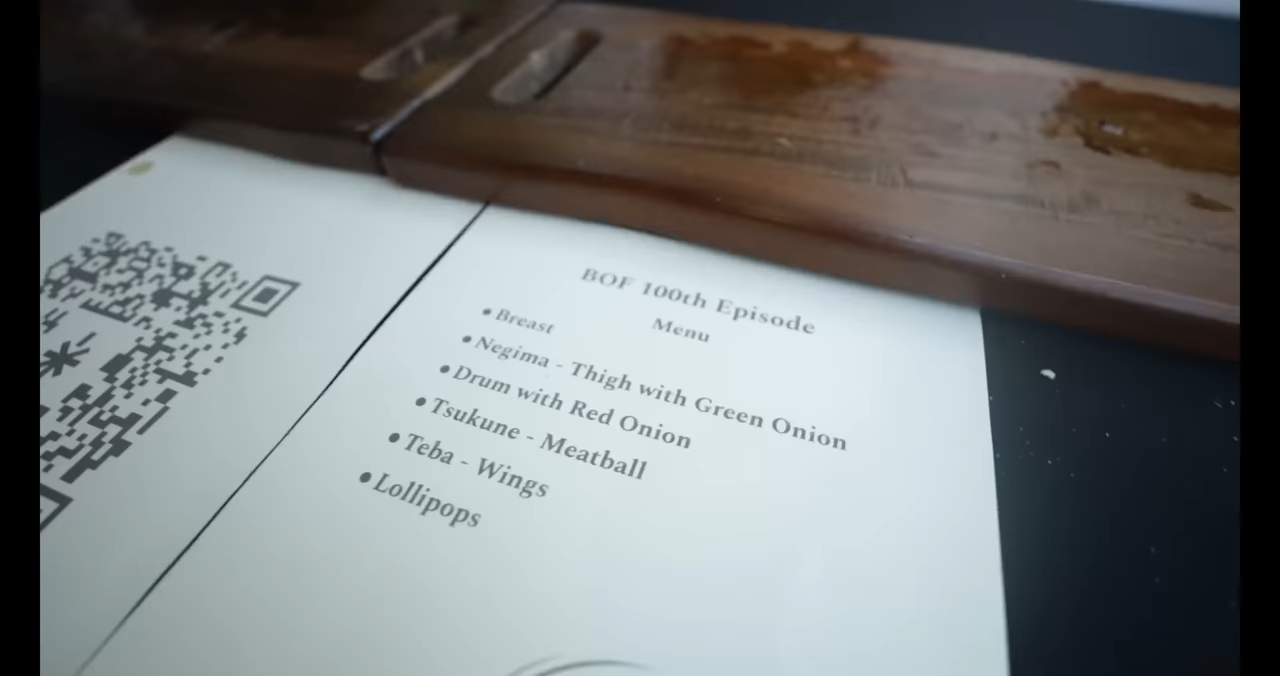 BOF 100th Episode
Menu
• Breast
• Negima - Thigh with Green Onion
• Drum with Red Onion
• Tsukune - Meatball
• Teba - Wings
• Lollipops